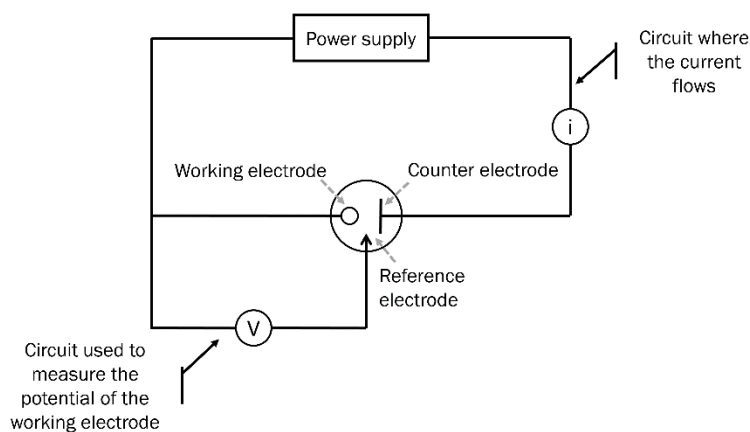 Power supply
Circuit where
the current
flows
i
Working electrode
Counter electrode
Reference
electrode
V
Circuit used to
measure the
potential of the
working electrode